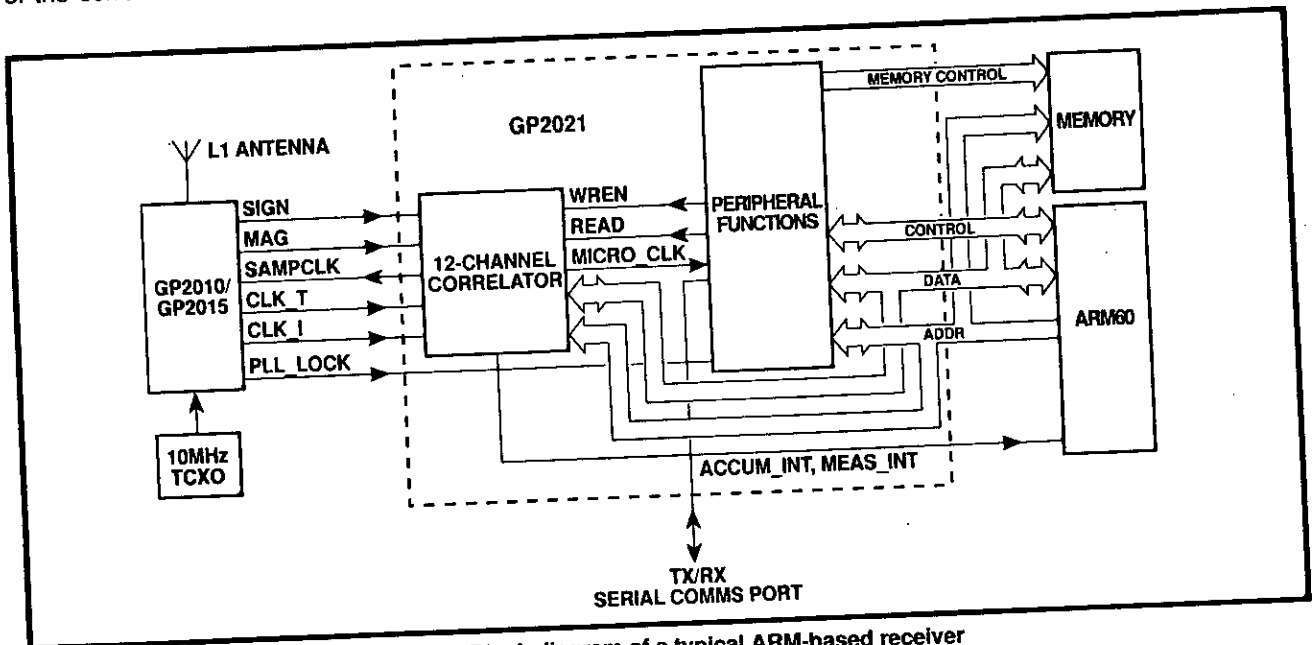 GP2021
L1 ANTENNA
SIGN
MAG
SAMPCLK
CLK_T
CLK_I
PLL_LOCK
GP2010/
GP2015
10MHz
TCXO
12-CHANNEL
CORRELATOR
WREN
READ
MICRO_CLK
PERIPHERAL
FUNCTIONS
MEMORY CONTROL
MEMORY
CONTROL
DATA
ADDR
ARM60
ACCUM_INT, MEAS_INT
TX/RX
SERIAL COMMS PORT
diagram of a typical ARM-based receiver